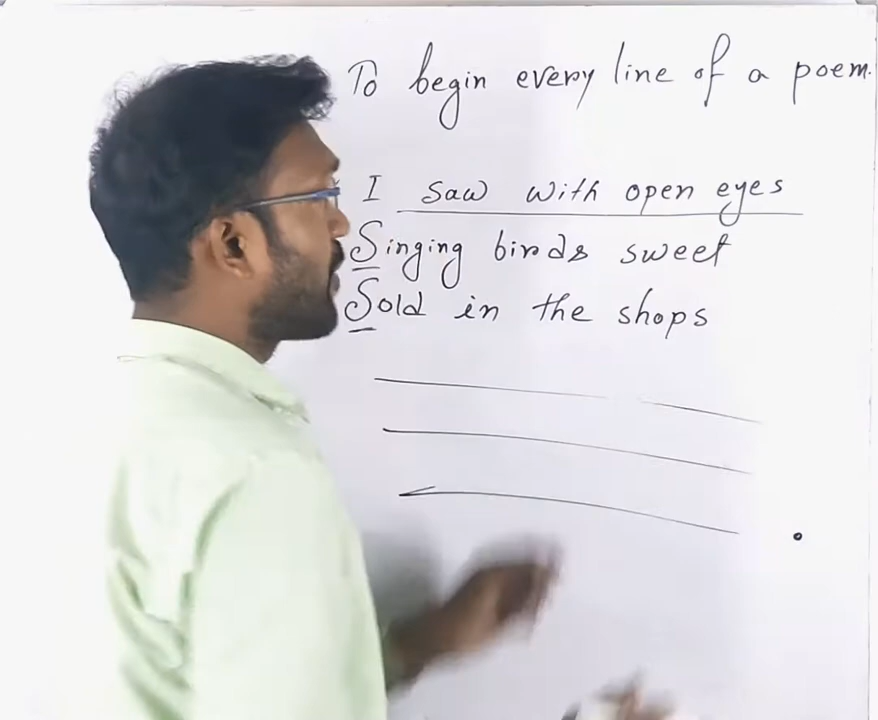 To begin every line of a poem.
I saw with open eyes
Singing birds sweet
Sold in the shops